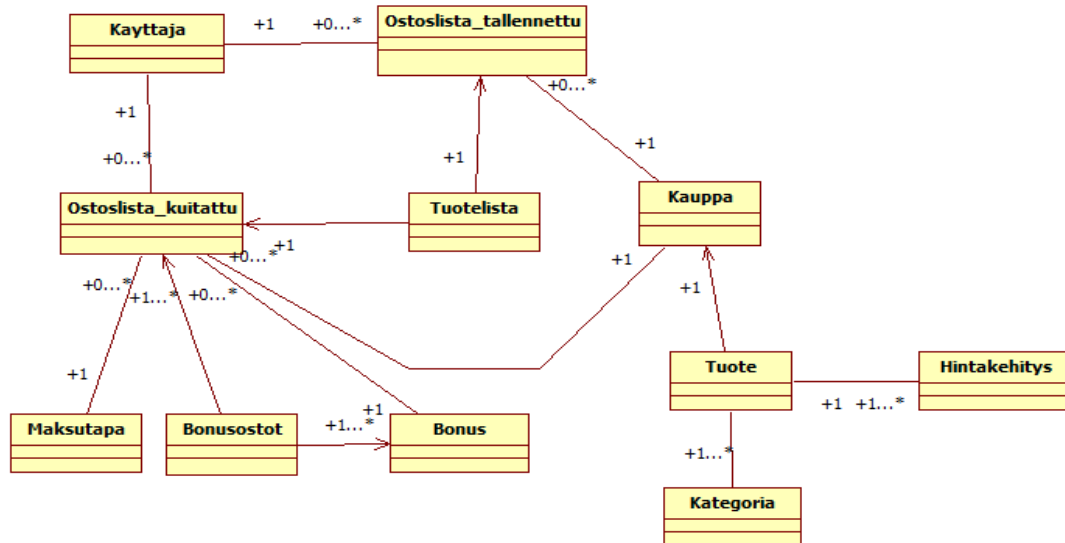 Kayttaja
+1
+0...*
Ostoslista_tallennettu
+0...*
+1
+1
+1
+0...*
Ostoslista_kuitattu
Tuotelista
Kauppa
+1
+0...*
+1
+0...*
+1...*
+0...*
+1
+1
Tuote
Hintakehitys
+1
+1...*
+1
Maksutapa
Bonusostot
+1...*
Bonus
+1...*
Kategoria